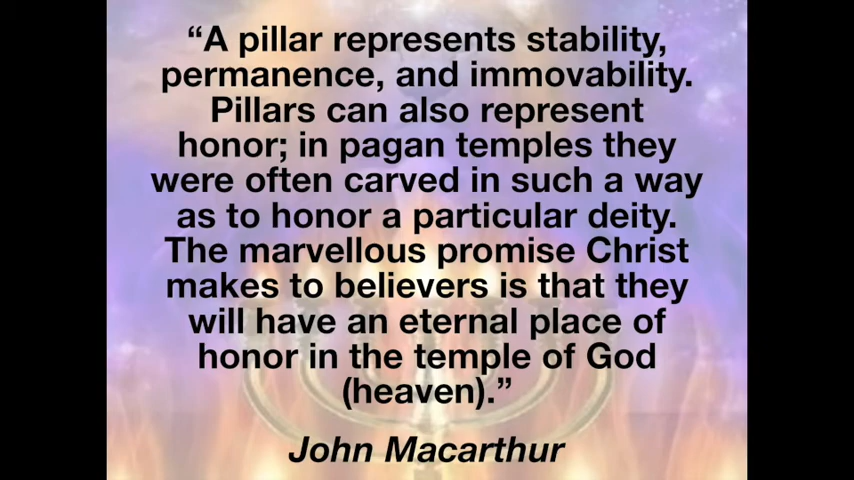 “A pillar represents stability,
permanence, and immovability.
Pillars can also represent
honor; in pagan temples they
were often carved in such a way
as to honor a particular deity.
The marvellous promise Christ
makes to believers is that they
will have an eternal place of
honor in the temple of God
(heaven).”
John Macarthur